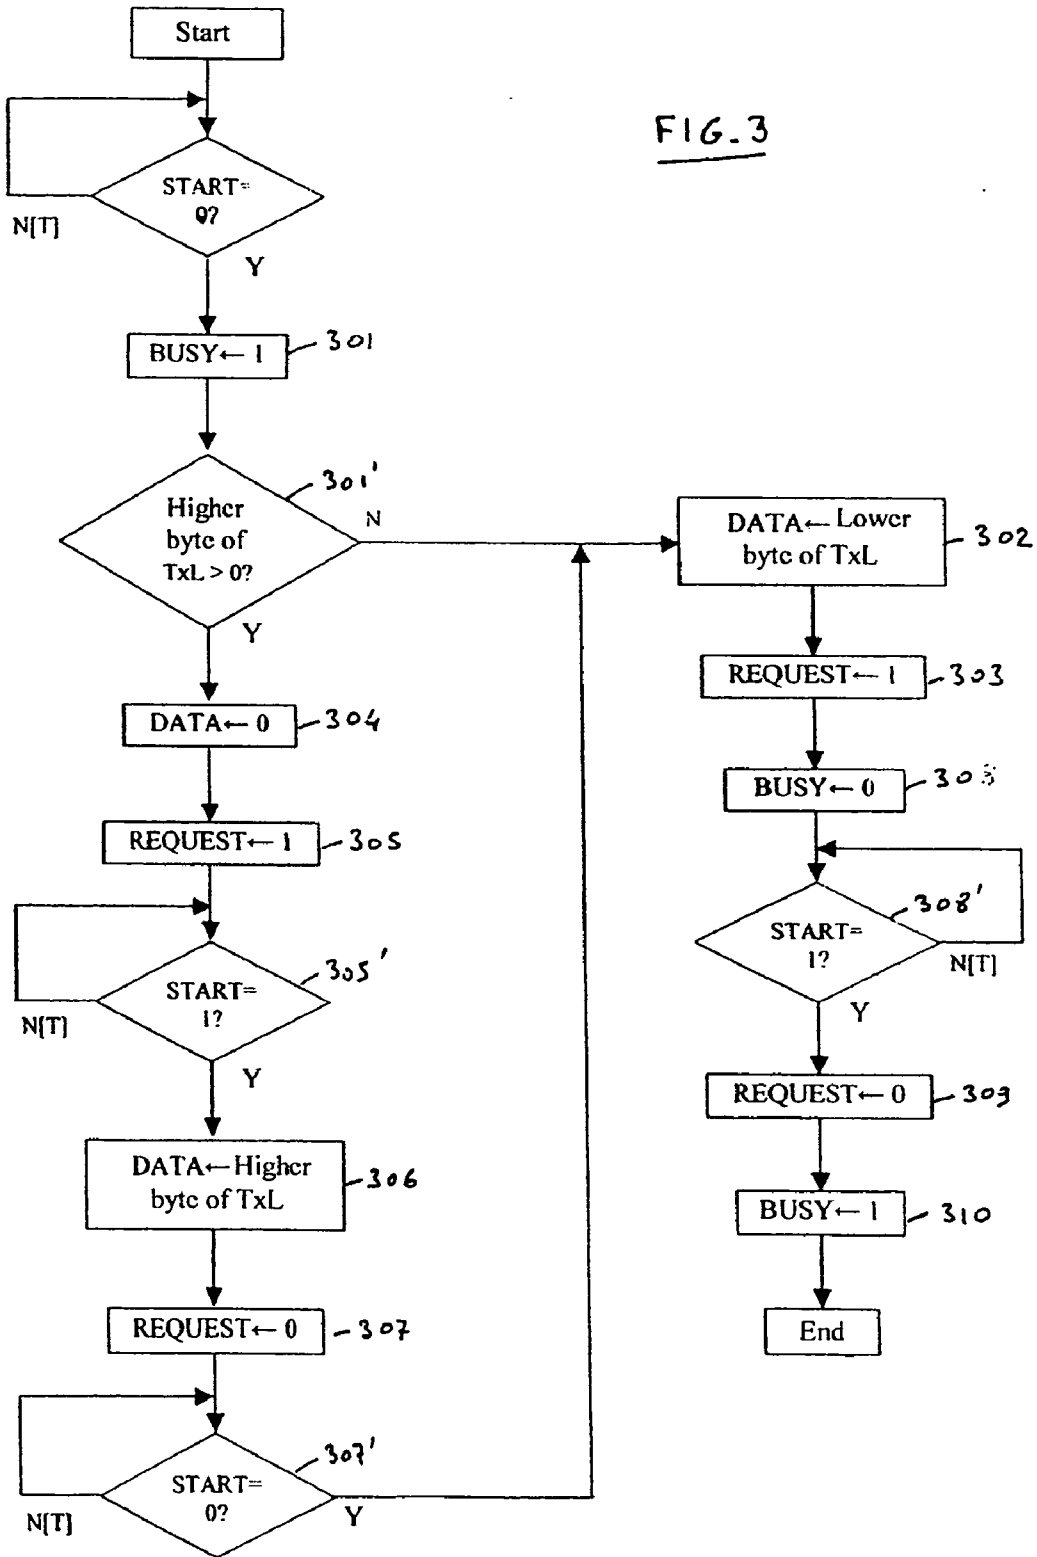 Start
FIG. 3
START=
0?
N[T]
Y
BUSY← 1
301
Higher
byte of
TxL > 0?
301'
N
Y
DATA← Lower
byte of TxL
302
REQUEST← 1
303
BUSY← 0
START=
1?
308'
N[T]
Y
REQUEST← 0
309
BUSY← 1
310
End
DATA← 0
304
REQUEST← 1
305
START=
1?
305'
N[T]
Y
DATA←Higher
byte of TxL
306
REQUEST← 0
307
START=
0?
307'
N[T]
Y